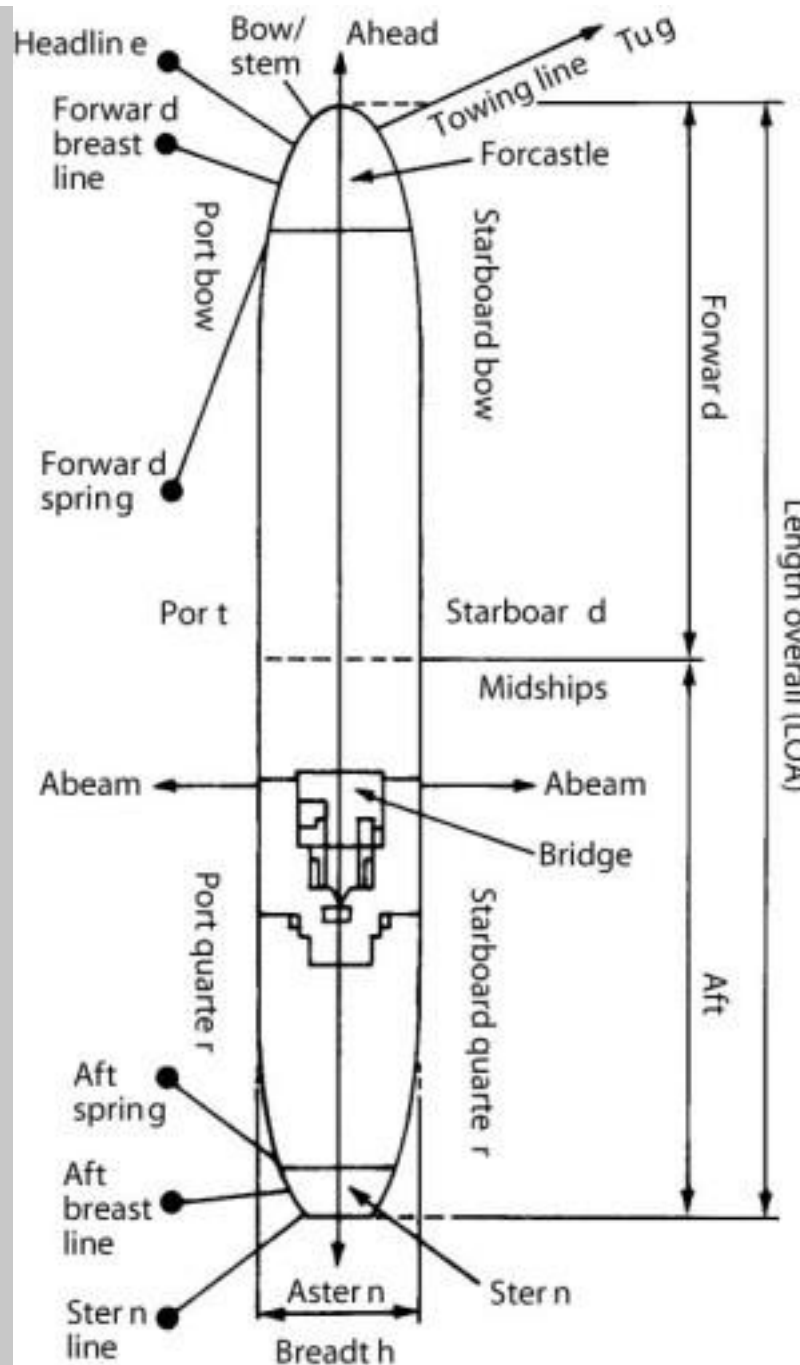 Headlin e
Bow/
stem
Ahead
Tug
Towing line
Forwar d
breast
line
Forcastle
Port bow
Starboard bow
Forwar d
Forwar d
spring
Length overall (LOA)
Por t
Starboar d
Midships
Abeam
Abeam
Bridge
Port quarte r
Starboard quarte r
Aft
Aft
spring
Aft
breast
line
Ster n
line
Astern n
Ster n
Breadt h